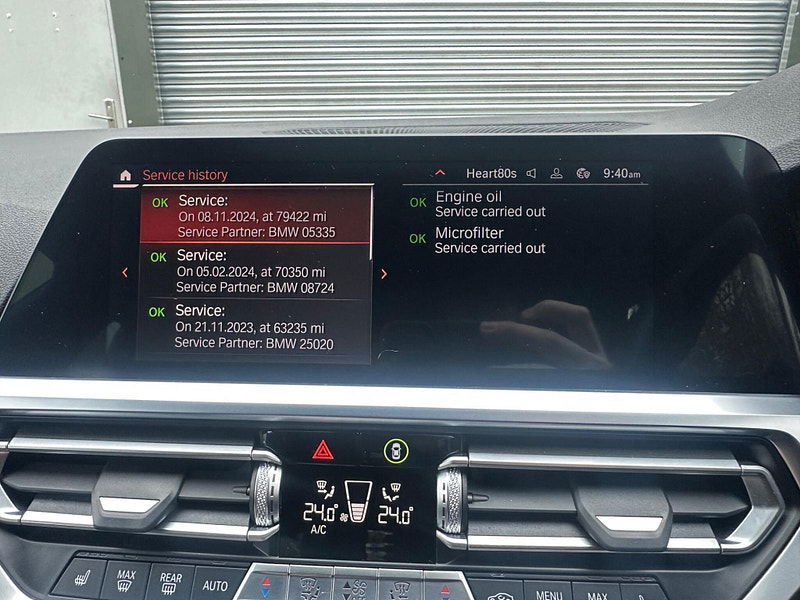 Service history
Heart80s
9:40am
OK Service:
On 08.11.2024, at 79422 mi
Service Partner: BMW 05335
OK Service:
On 05.02.2024, at 70350 mi
Service Partner: BMW 08724
OK Service:
On 21.11.2023, at 63235 mi
Service Partner: BMW 25020
OK Engine oil
Service carried out
OK Microfilter
Service carried out
24.0°
24.0°
A/C
MAX
REAR
AUTO
MENU
MAX